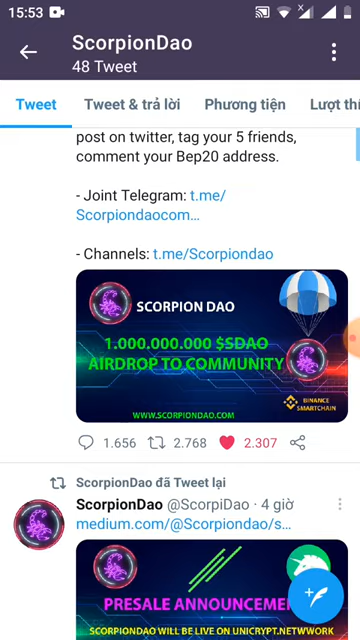 15:53
ScorpionDao
48 Tweet
Tweet
Tweet & trả lời
Phương tiện
Lượt thí
post on twitter, tag your 5 friends,
comment your Bep20 address.
- Joint Telegram: t.me/
Scorpiondaocom…
- Channels: t.me/Scorpiondao
SCORPION DAO
1.000.000.000 $SDAO
AIRDROP TO COMMUNITY
BINANCE
SMARTCHAIN
WWW.SCORPIONDAO.COM
1.656
2.768
2.307
ScorpionDao đã Tweet lại
ScorpionDao @ScorpiDao · 4 giờ
medium.com/@Scorpiondao/s…
PRESALE ANNOUNCEMEN
SCORPIONDAO WILL BE LIVE ON UNICRYPT.NETWWORK